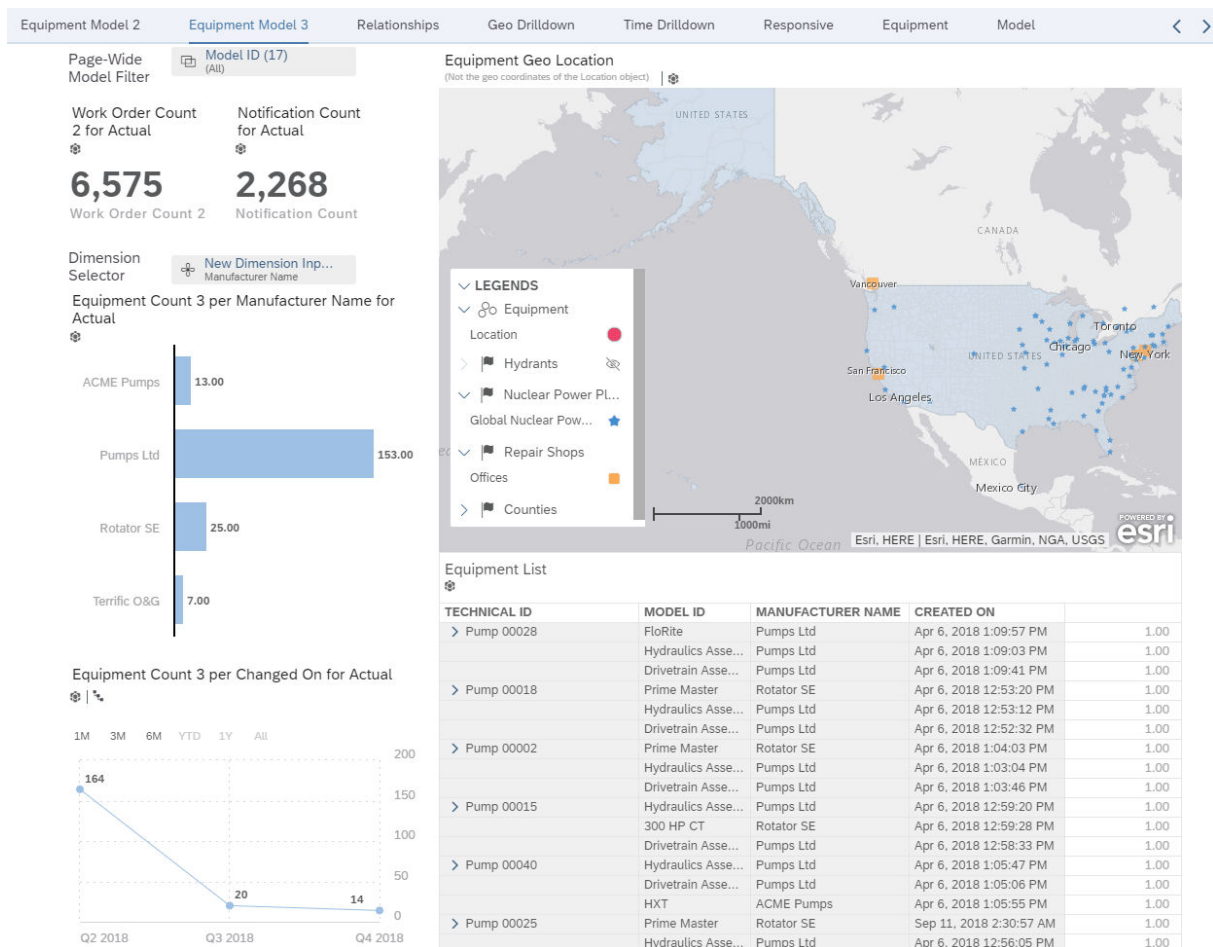 Equipment Model 2 Equipment Model 3 Relationships Geo Drilldown Time Drilldown Responsive Equipment Model
Page-Wide
Model Filter
Model ID (17)
(All)
Work Order Count
2 for Actual
6,575
Work Order Count 2
Notification Count
for Actual
2,268
Notification Count
Dimension
Selector
New Dimension Inp...
Manufacturer Name
Equipment Count 3 per Manufacturer Name for
Actual
ACME Pumps 13.00
Pumps Ltd 153.00
Rotator SE 25.00
Terrific O&G 7.00
Equipment Count 3 per Changed On for Actual
1M 3M 6M YTD 1Y All
200
164
150
100
50
20
14
0
Q2 2018 Q3 2018 Q4 2018
Equipment Geo Location
(Not the geo coordinates of the Location object)
UNITED STATES
CANADA
Vancouver
Toronto
Chicago
UNITED STATES
New York
San Francisco
Los Angeles
MÉXICO
Mexico City
LEGENDS
Equipment
Location
Hydrants
Nuclear Power Pl...
Global Nuclear Pow...
Repair Shops
Offices
Counties
2000km
1000mi
Pacific Ocean
Esri, HERE | Esri, HERE, Garmin, NGA, USGS
POWERED BY
esri
Equipment List
TECHNICAL ID MODEL ID MANUFACTURER NAME CREATED ON
Pump 00028 FloRite Pumps Ltd Apr 6, 2018 1:09:57 PM 1.00
Hydraulics Asse... Pumps Ltd Apr 6, 2018 1:09:03 PM 1.00
Drivetrain Asse... Pumps Ltd Apr 6, 2018 1:09:41 PM 1.00
Pump 00018 Prime Master Rotator SE Apr 6, 2018 12:53:20 PM 1.00
Hydraulics Asse... Pumps Ltd Apr 6, 2018 12:53:12 PM 1.00
Drivetrain Asse... Pumps Ltd Apr 6, 2018 12:52:32 PM 1.00
Pump 00002 Prime Master Rotator SE Apr 6, 2018 1:04:03 PM 1.00
Hydraulics Asse... Pumps Ltd Apr 6, 2018 1:03:04 PM 1.00
Drivetrain Asse... Pumps Ltd Apr 6, 2018 1:03:46 PM 1.00
Pump 00015 Hydraulics Asse... Pumps Ltd Apr 6, 2018 12:59:20 PM 1.00
300 HP CT Rotator SE Apr 6, 2018 12:59:28 PM 1.00
Drivetrain Asse... Pumps Ltd Apr 6, 2018 12:58:33 PM 1.00
Pump 00040 Hydraulics Asse... Pumps Ltd Apr 6, 2018 1:05:47 PM 1.00
Drivetrain Asse... Pumps Ltd Apr 6, 2018 1:05:06 PM 1.00
HXT ACME Pumps Apr 6, 2018 1:05:55 PM 1.00
Pump 00025 Prime Master Rotator SE Sep 11, 2018 2:30:57 AM 1.00
Hydraulics Asse... Pumps Ltd Apr 6, 2018 12:56:05 PM 1.00